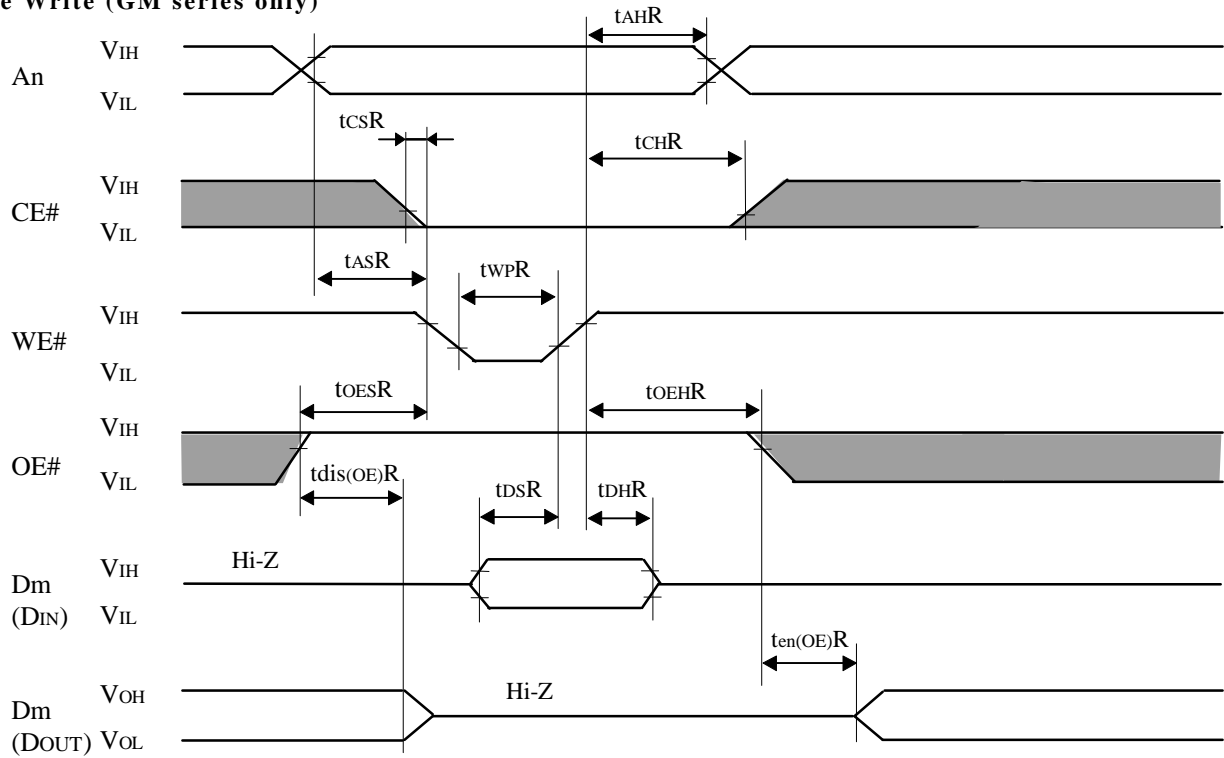 e Write (GM series only)
tAHR
VIH
An
VIL
tCSR
tCHR
VIH
CE#
VIL
tASR
tWPR
VIH
WE#
VIL
tOESR
tOEHR
VIH
OE#
VIL
tdis(OE)R
tDSR
tDHR
Hi-Z
VIH
Dm
(DIN) VIL
ten(OE)R
VOH
Hi-Z
Dm
(DOUT) VOL